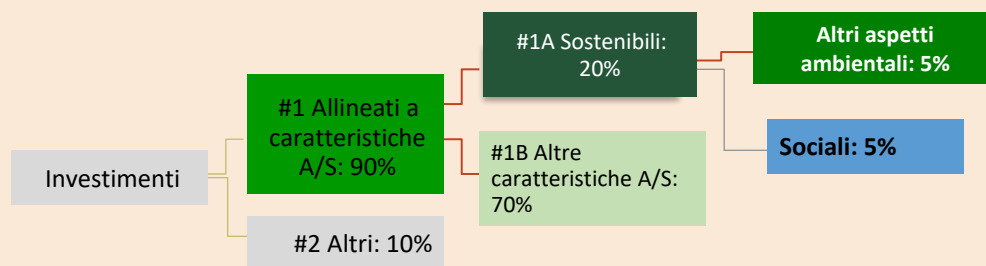 Investimenti
#1 Allineati a
caratteristiche
A/S: 90%
#2 Altri: 10%
#1A Sostenibili:
20%
#1B Altre
caratteristiche A/S:
70%
Altri aspetti
ambientali: 5%
Sociali: 5%